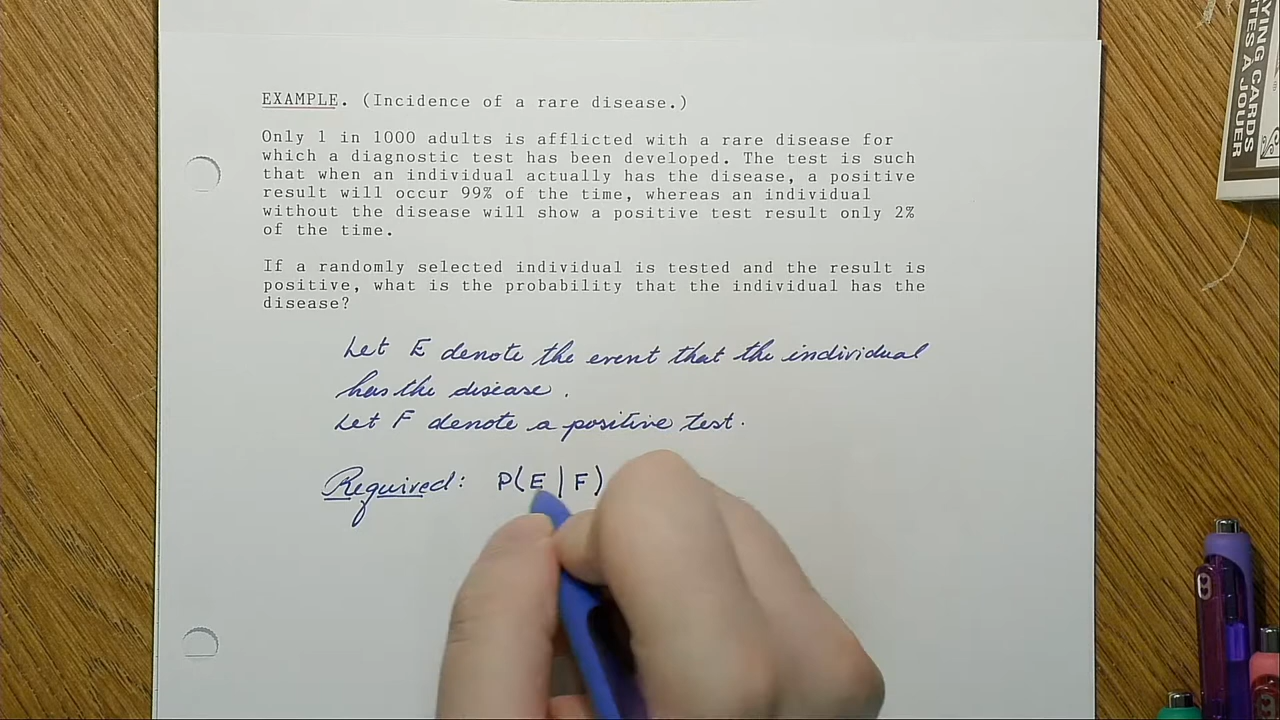 EXAMPLE. (Incidence of a rare disease.)
Only 1 in 1000 adults is afflicted with a rare disease for
which a diagnostic test has been developed. The test is such
that when an individual actually has the disease, a positive
result will occur 99% of the time, whereas an individual
without the disease will show a positive test result only 2%
of the time.
If a randomly selected individual is tested and the result is
positive, what is the probability that the individual has the
disease?
Let E denote the event that the individual
has the disease.
Let F denote a positive test.
Required: P(E|F)
YING CARDS
TES A JOUER